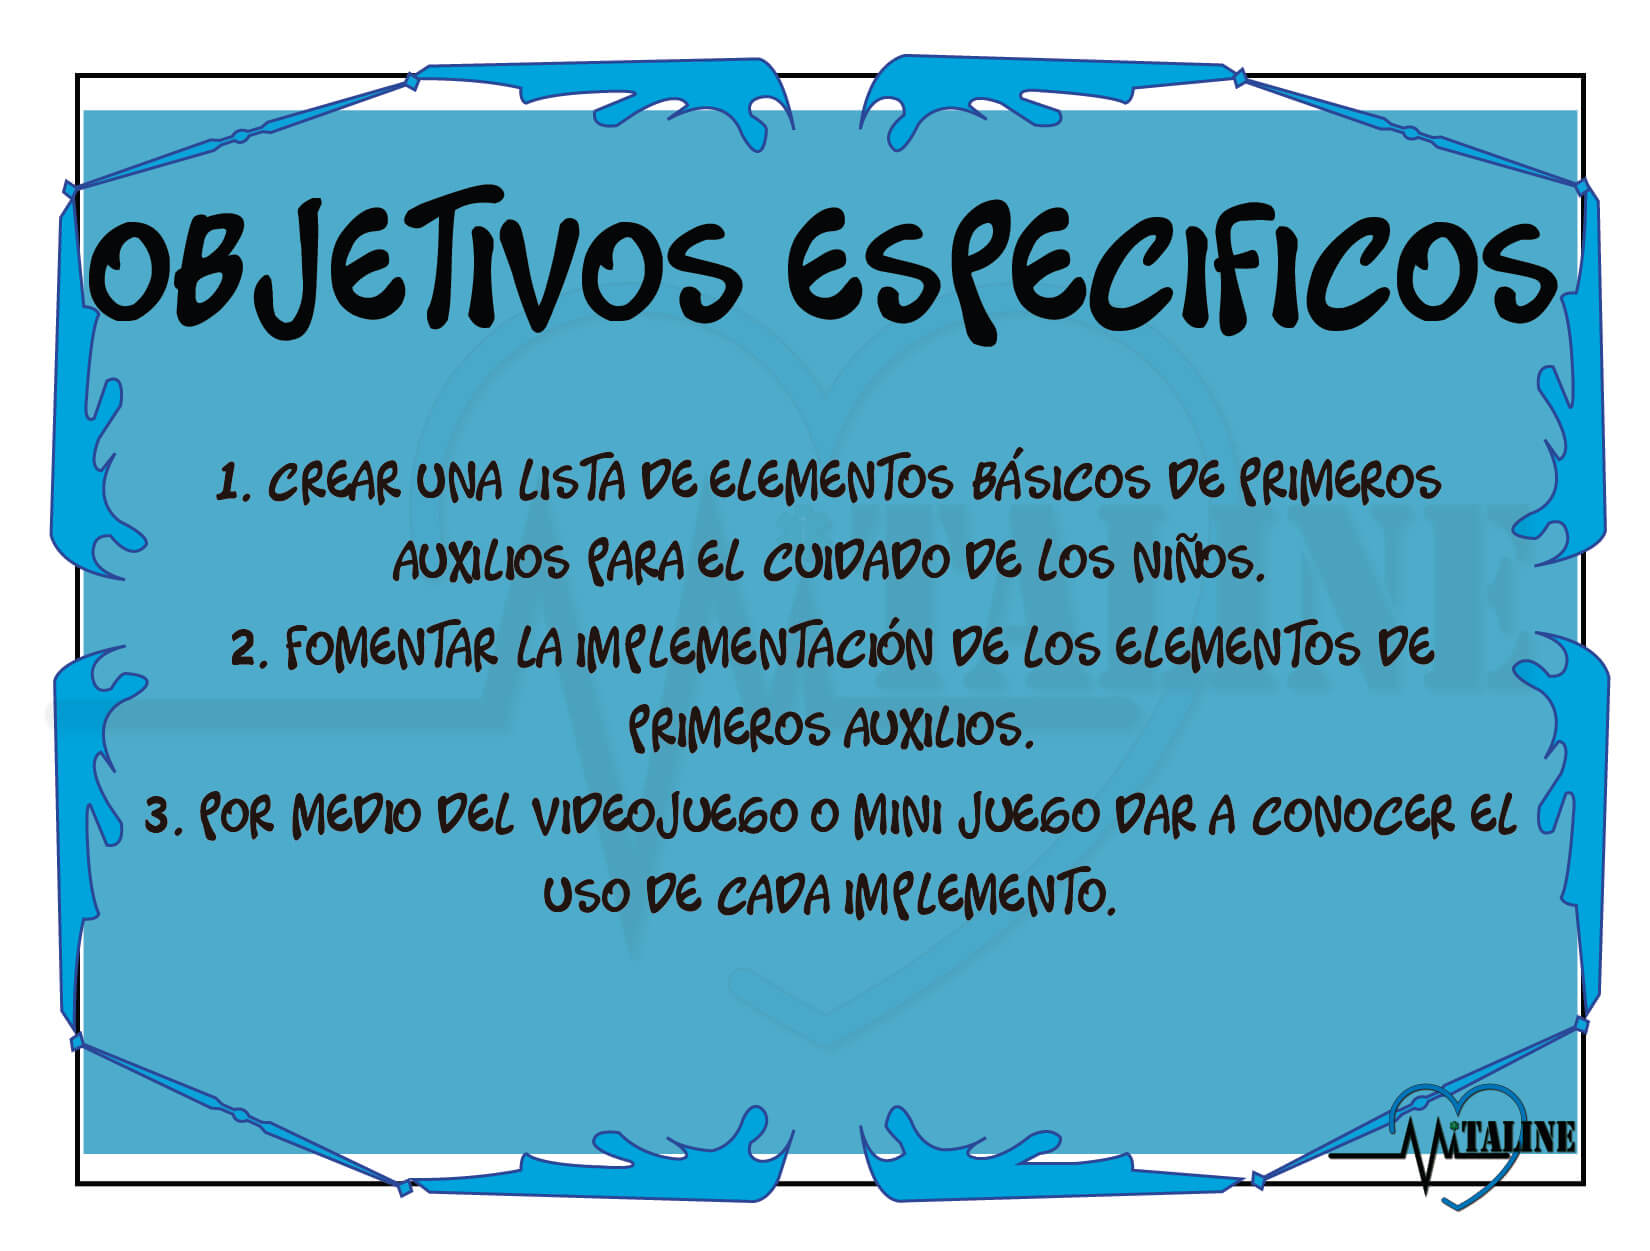 OBJETIVOS ESPECIFICOS
1. CREAR UNA LISTA DE ELEMENTOS BÁSICOS DE PRIMEROS
AUXILIOS PARA EL CUIDADO DE LOS NIÑOS.
2. FOMENTAR LA IMPLEMENTACIÓN DE LOS ELEMENTOS DE
PRIMEROS AUXILIOS.
3. POR MEDIO DEL VIDEOJUEGO O MINI JUEGO DAR A CONOCER EL
USO DE CADA IMPLEMENTO.
VITALINE